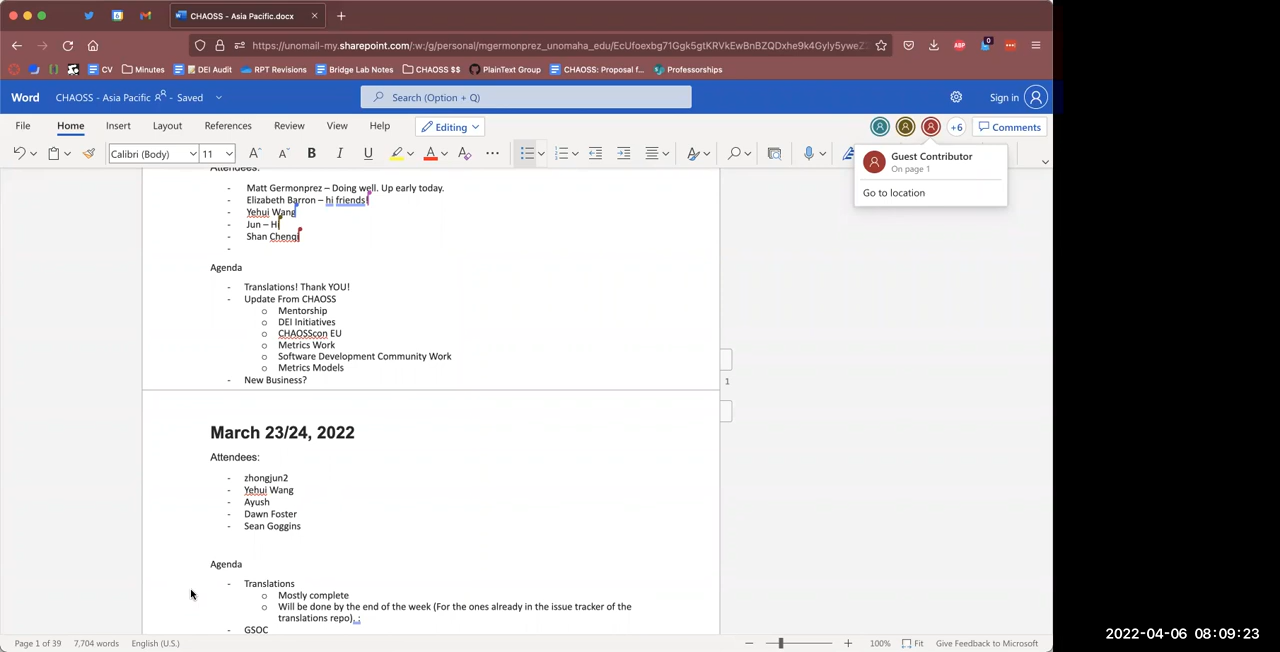 CHAOSS - Asia Pacific.docx
https://unomail-my.sharepoint.com/:w:/g/personal/mgermonprez_unomaha_edu/EcUfoexbg71Ggk5gtKRVkEwBnBZQDxhe9k4Gyly5yweZ
CV Minutes DEI Audit RPT Revisions Bridge Lab Notes CHAOSS $$ PlainText Group CHAOSS: Proposal f... Professorships
Word CHAOSS - Asia Pacific - Saved Search (Option + Q) Sign in
File Home Insert Layout References Review View Help Editing +6 Comments
Calibri (Body) 11
Guest Contributor
On page 1
Go to location
Attendees:
- Matt Germonprez – Doing well. Up early today.
- Elizabeth Barron – hi friends!
- Yehui Wang
- Jun – Hi
- Shan Chenqi
-
Agenda
- Translations! Thank YOU!
- Update From CHAOSS
o Mentorship
o DEI Initiatives
o CHAOSScon EU
o Metrics Work
o Software Development Community Work
o Metrics Models
- New Business?
1
March 23/24, 2022
Attendees:
- zhongjun2
- Yehui Wang
- Ayush
- Dawn Foster
- Sean Goggins
Agenda
- Translations
o Mostly complete
o Will be done by the end of the week (For the ones already in the issue tracker of the
translations repo), :
- GSOC
Page 1 of 39 7,704 words English (U.S.) 100% Fit Give Feedback to Microsoft
2022-04-06 08:09:23